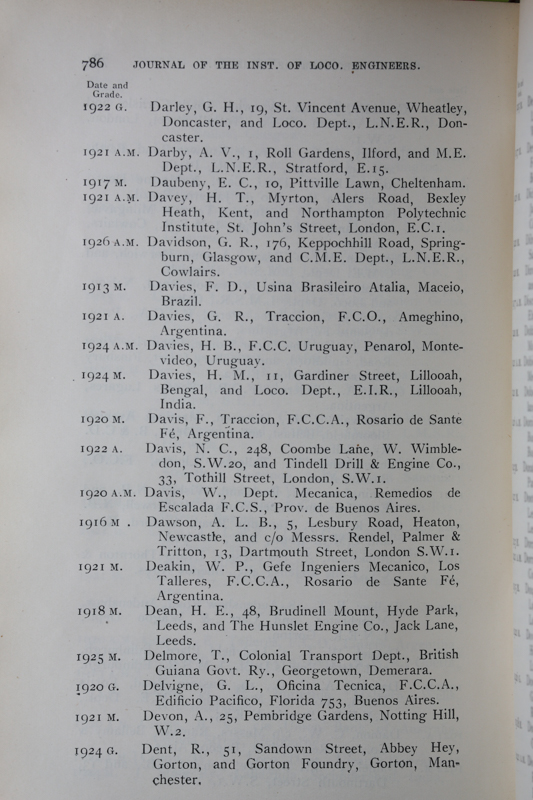 786 JOURNAL OF THE INST. OF LOCO. ENGINEERS.
Date and
Grade.
1922 G. Darley, G. H., 19, St. Vincent Avenue, Wheatley,
Doncaster, and Loco. Dept., L.N.E.R., Don-
caster.
1921 A.M. Darby, A. V., 1, Roll Gardens, Ilford, and M.E.
Dept., L.N.E.R., Stratford, E.15.
1917 M. Daubeny, E. C., 10, Pittville Lawn, Cheltenham.
1921 A.M. Davey, H. T., Myrton, Alers Road, Bexley
Heath, Kent, and Northampton Polytechnic
Institute, St. John's Street, London, E.C.1.
1926 A.M. Davidson, G. R., 176, Keppochhill Road, Spring-
burn, Glasgow, and C.M.E. Dept., L.N.E.R.,
Cowlairs.
1913 M. Davies, F. D., Usina Brasileiro Atalia, Maceio,
Brazil.
1921 A. Davies, G. R., Traccion, F.C.O., Ameghino,
Argentina.
1924 A.M. Davies, H. B., F.C.C. Uruguay, Penarol, Monte-
video, Uruguay.
1924 M. Davies, H. M., 11, Gardiner Street, Lillooah,
Bengal, and Loco. Dept., E.I.R., Lillooah,
India.
1920 M. Davis, F., Traccion, F.C.C.A., Rosario de Sante
Fé, Argentina.
1922 A. Davis, N. C., 248, Coombe Lane, W. Wimble-
don, S.W.20, and Tindell Drill & Engine Co.,
33, Tothill Street, London, S.W.1.
1920 A.M. Davis, W., Dept. Mecanica, Remedios de
Escalada F.C.S., Prov. de Buenos Aires.
1916 M . Dawson, A. L. B., 5, Lesbury Road, Heaton,
Newcastle, and c/o Messrs. Rendel, Palmer &
Tritton, 13, Dartmouth Street, London S.W.1.
1921 M. Deakin, W. P., Gefe Ingeniers Mecanico, Los
Talleres, F.C.C.A., Rosario de Sante Fé,
Argentina.
1918 M. Dean, H. E., 48, Brudinell Mount, Hyde Park,
Leeds, and The Hunslet Engine Co., Jack Lane,
Leeds.
1925 M. Delmore, T., Colonial Transport Dept., British
Guiana Govt. Ry., Georgetown, Demerara.
1920 G. Delvigne, G. L., Oficina Tecnica, F.C.C.A.,
Edificio Pacifico, Florida 753, Buenos Aires.
1921 M. Devon, A., 25, Pembridge Gardens, Notting Hill,
W.2.
1924 G. Dent, R., 51, Sandown Street, Abbey Hey,
Gorton, and Gorton Foundry, Gorton, Man-
chester.